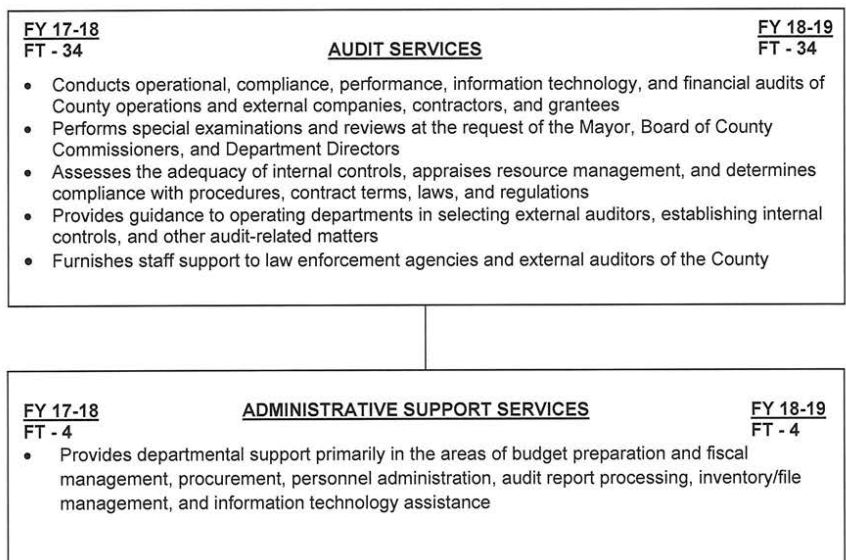 FY 17-18 FY 18-19
FT - 34 AUDIT SERVICES FT - 34
• Conducts operational, compliance, performance, information technology, and financial audits of
County operations and external companies, contractors, and grantees
• Performs special examinations and reviews at the request of the Mayor, Board of County
Commissioners, and Department Directors
• Assesses the adequacy of internal controls, appraises resource management, and determines
compliance with procedures, contract terms, laws, and regulations
• Provides guidance to operating departments in selecting external auditors, establishing internal
controls, and other audit-related matters
• Furnishes staff support to law enforcement agencies and external auditors of the County
FY 17-18 ADMINISTRATIVE SUPPORT SERVICES FY 18-19
FT - 4 FT - 4
• Provides departmental support primarily in the areas of budget preparation and fiscal
management, procurement, personnel administration, audit report processing, inventory/file
management, and information technology assistance